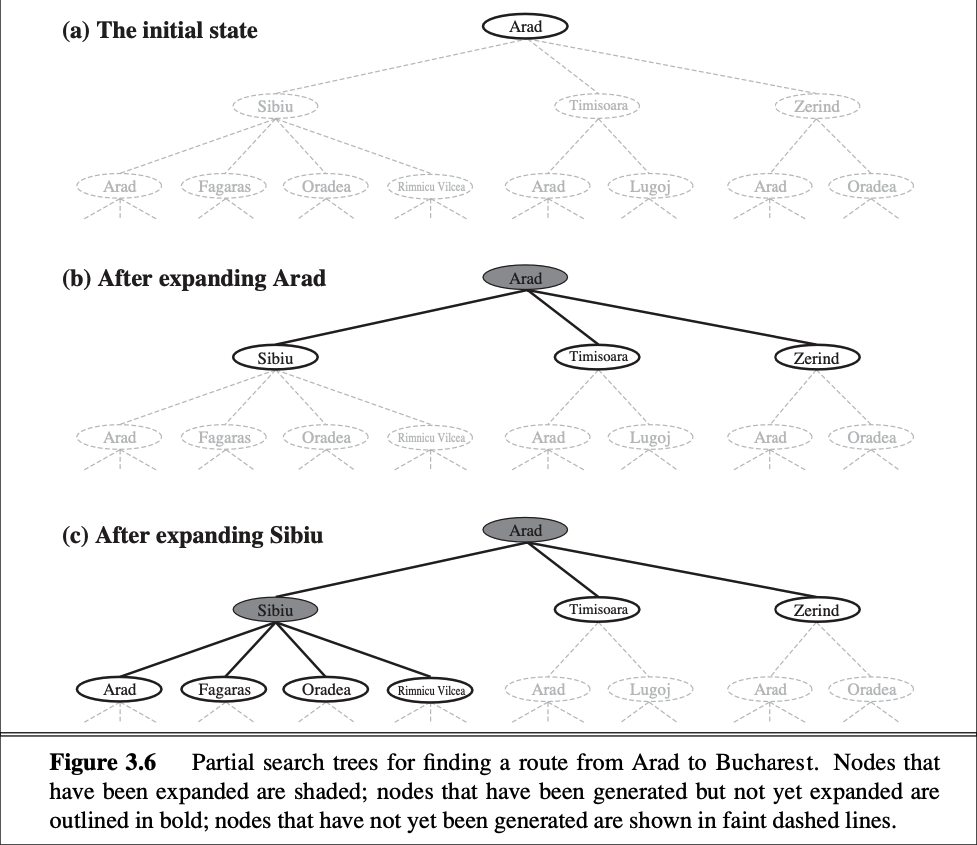 (a) The initial state
Arad
Sibiu
Timisoara
Zerind
Arad
Fagaras
Oradea
Rimnicu Vilcea
Arad
Lugoj
Arad
Oradea
(b) After expanding Arad
Arad
Sibiu
Timisoara
Zerind
Arad
Fagaras
Oradea
Rimnicu Vilcea
Arad
Lugoj
Arad
Oradea
(c) After expanding Sibiu
Arad
Sibiu
Timisoara
Zerind
Arad
Fagaras
Oradea
Rimnicu Vilcea
Arad
Lugoj
Arad
Oradea
Figure 3.6 Partial search trees for finding a route from Arad to Bucharest. Nodes that
have been expanded are shaded; nodes that have been generated but not yet expanded are
outlined in bold; nodes that have not yet been generated are shown in faint dashed lines.